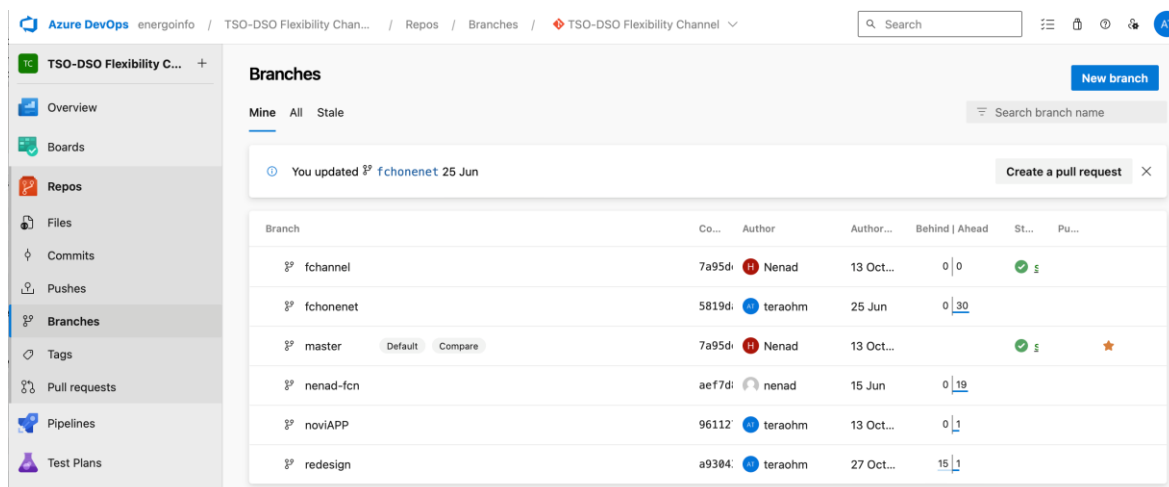 Azure DevOps energoinfo / TSO-DSO Flexibility Chan... / Repos / Branches / TSO-DSO Flexibility Channel Search
TC TSO-DSO Flexibility C... +
Overview
Boards
Repos
Files
Commits
Pushes
Branches
Tags
Pull requests
Pipelines
Test Plans
Branches
New branch
Mine All Stale
Search branch name
You updated fchonenet 25 Jun
Create a pull request
Branch Co... Author Author... Behind | Ahead St... Pu...
fchannel 7a95d H Nenad 13 Oct... 0 0 s
fchonenet 5819d AT teraohm 25 Jun 0 30
master Default Compare 7a95d H Nenad 13 Oct... s
nenad-fcn aef7d nenad 15 Jun 0 19
noviAPP 96112 AT teraohm 13 Oct... 0 1
redesign a9304 AT teraohm 27 Oct... 15 1